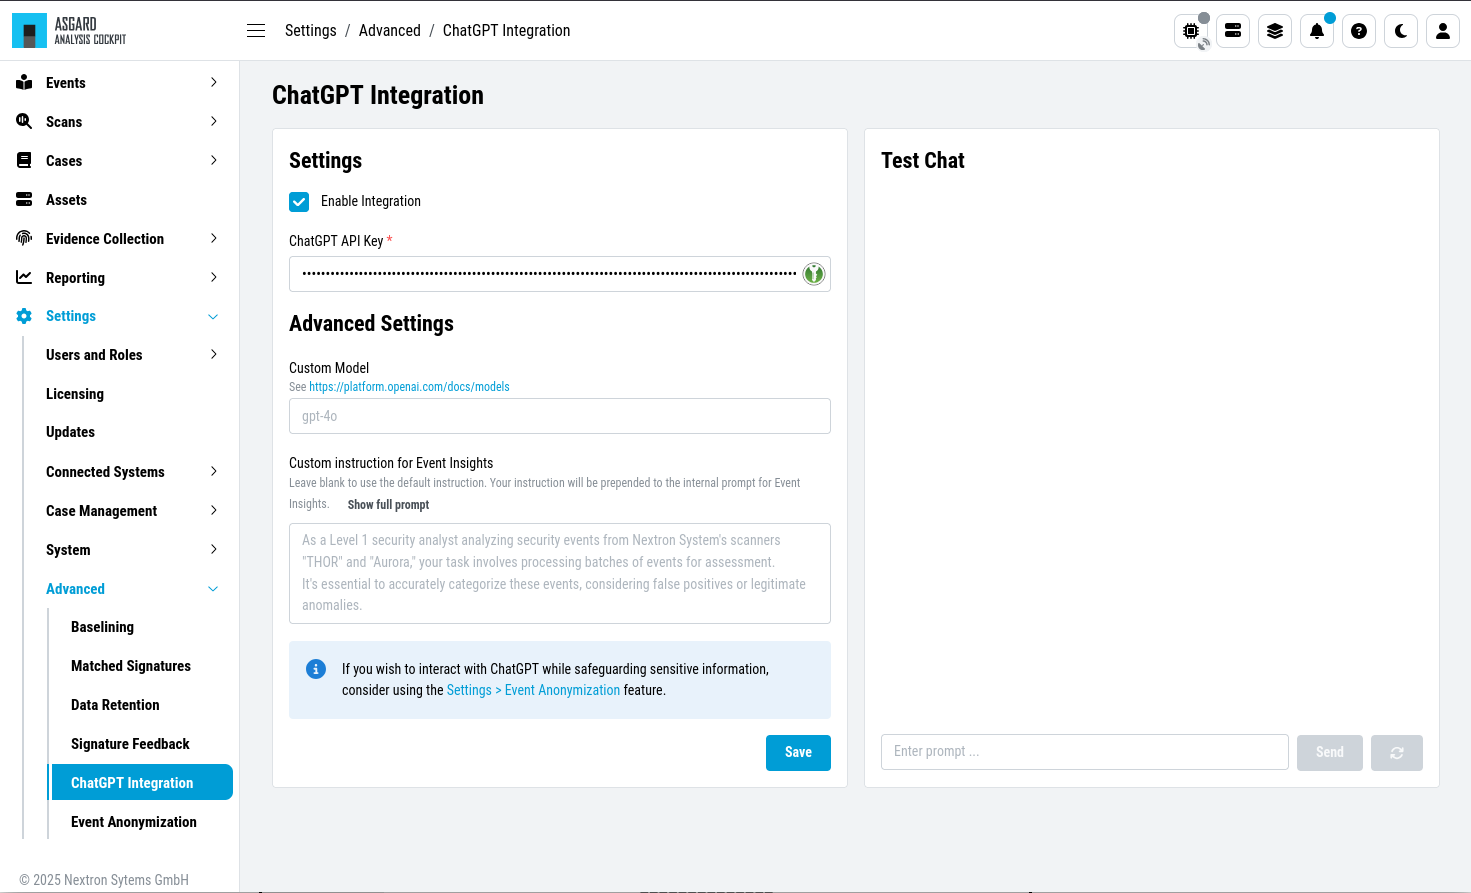 ASGARD
ANALYSIS COCKPIT
Settings / Advanced / ChatGPT Integration
Events
Scans
Cases
Assets
Evidence Collection
Reporting
Settings
Users and Roles
Licensing
Updates
Connected Systems
Case Management
System
Advanced
Baselining
Matched Signatures
Data Retention
Signature Feedback
ChatGPT Integration
Event Anonymization
© 2025 Nextron Sytems GmbH
ChatGPT Integration
Settings
Enable Integration
ChatGPT API Key *
Advanced Settings
Custom Model
See https://platform.openai.com/docs/models
gpt-4o
Custom instruction for Event Insights
Leave blank to use the default instruction. Your instruction will be prepended to the internal prompt for Event
Insights. Show full prompt
As a Level 1 security analyst analyzing security events from Nextron System's scanners
"THOR" and "Aurora," your task involves processing batches of events for assessment.
It's essential to accurately categorize these events, considering false positives or legitimate
anomalies.
If you wish to interact with ChatGPT while safeguarding sensitive information,
consider using the Settings > Event Anonymization feature.
Save
Test Chat
Enter prompt ...
Send